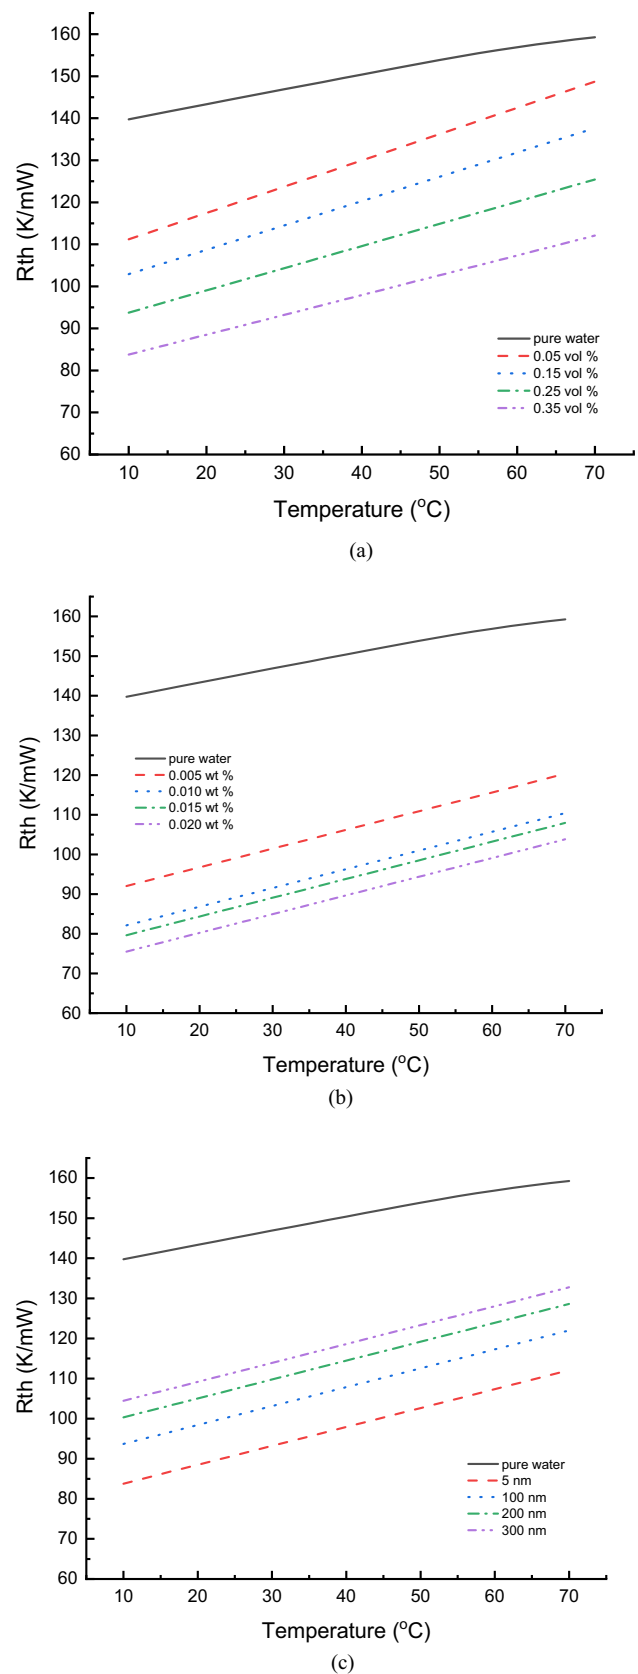 160
150
140
130
120
110
100
90
80
70
60
Rth (K/mW)
pure water
0.05 vol %
0.15 vol %
0.25 vol %
0.35 vol %
10 20 30 40 50 60 70
Temperature (°C)
(a)
160
150
140
130
120
110
100
90
80
70
60
Rth (K/mW)
pure water
0.005 wt %
0.010 wt %
0.015 wt %
0.020 wt %
10 20 30 40 50 60 70
Temperature (°C)
(b)
160
150
140
130
120
110
100
90
80
70
60
Rth (K/mW)
pure water
5 nm
100 nm
200 nm
300 nm
10 20 30 40 50 60 70
Temperature (°C)
(c)